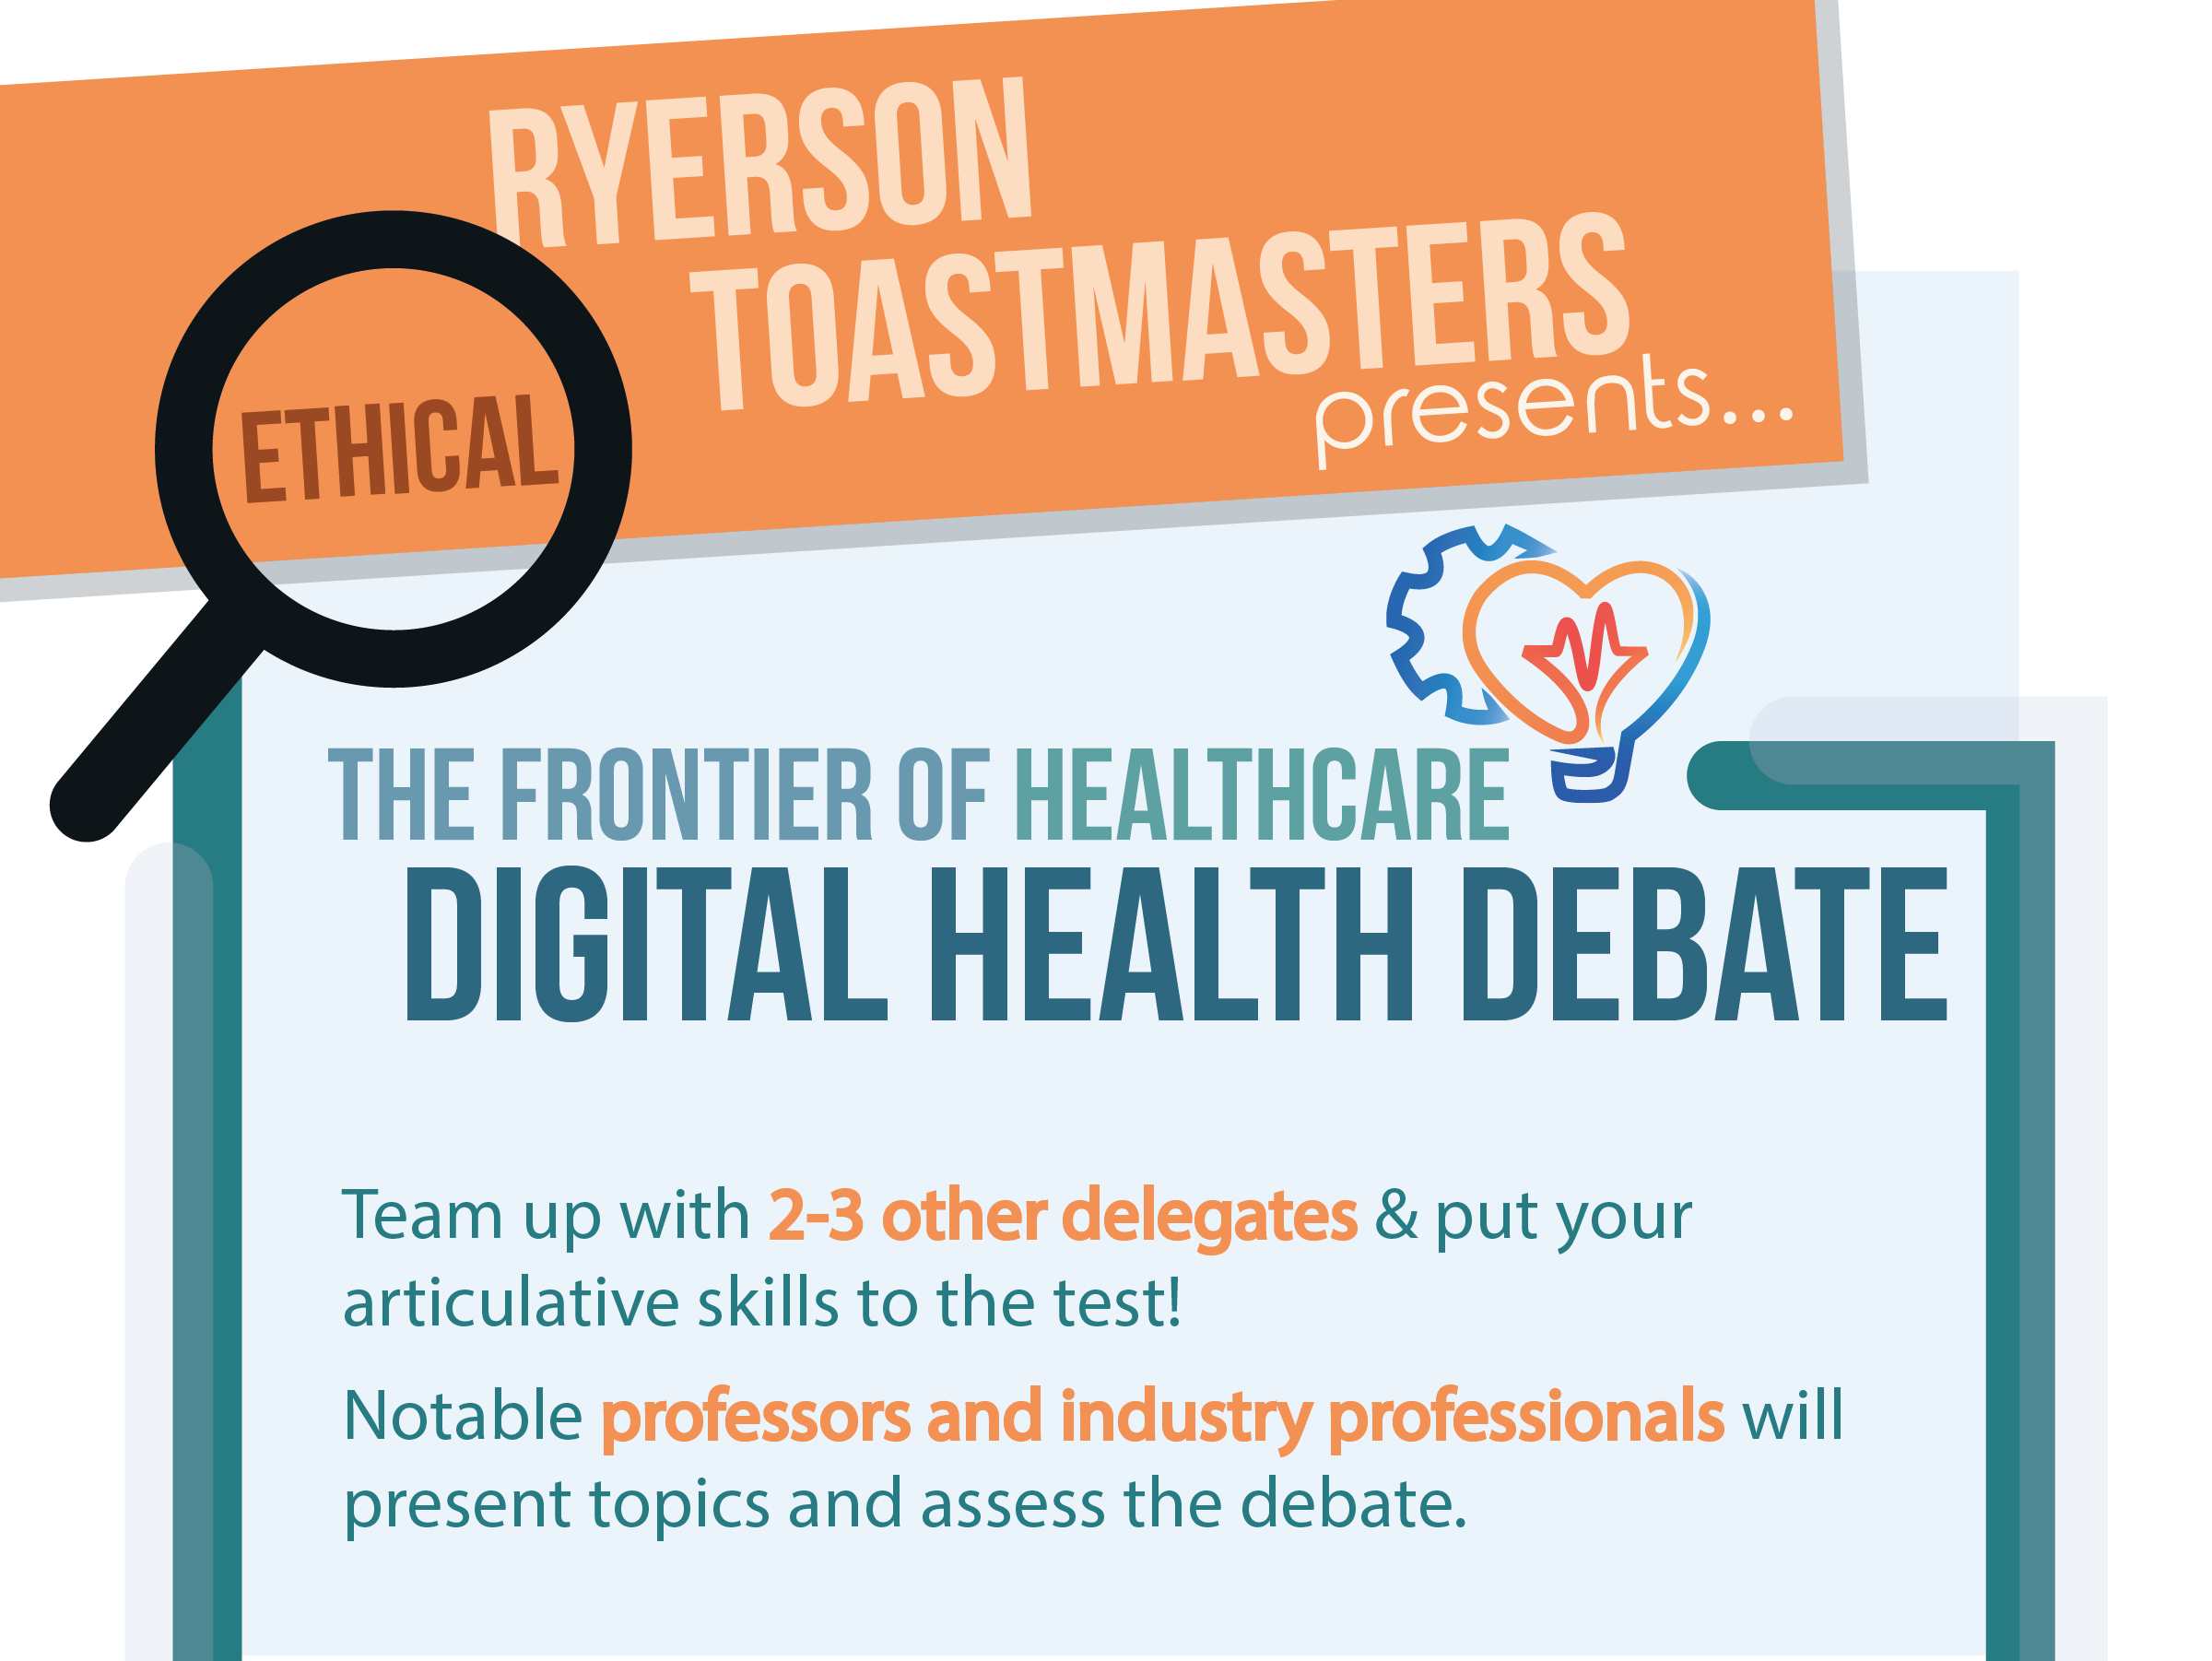 RYERSON
TOASTMASTERS
presents...
ETHICAL
THE FRONTIER OF HEALTHCARE
DIGITAL HEALTH DEBATE
Team up with 2-3 other delegates & put your
articulative skills to the test!
Notable professors and industry professionals will
present topics and assess the debate.